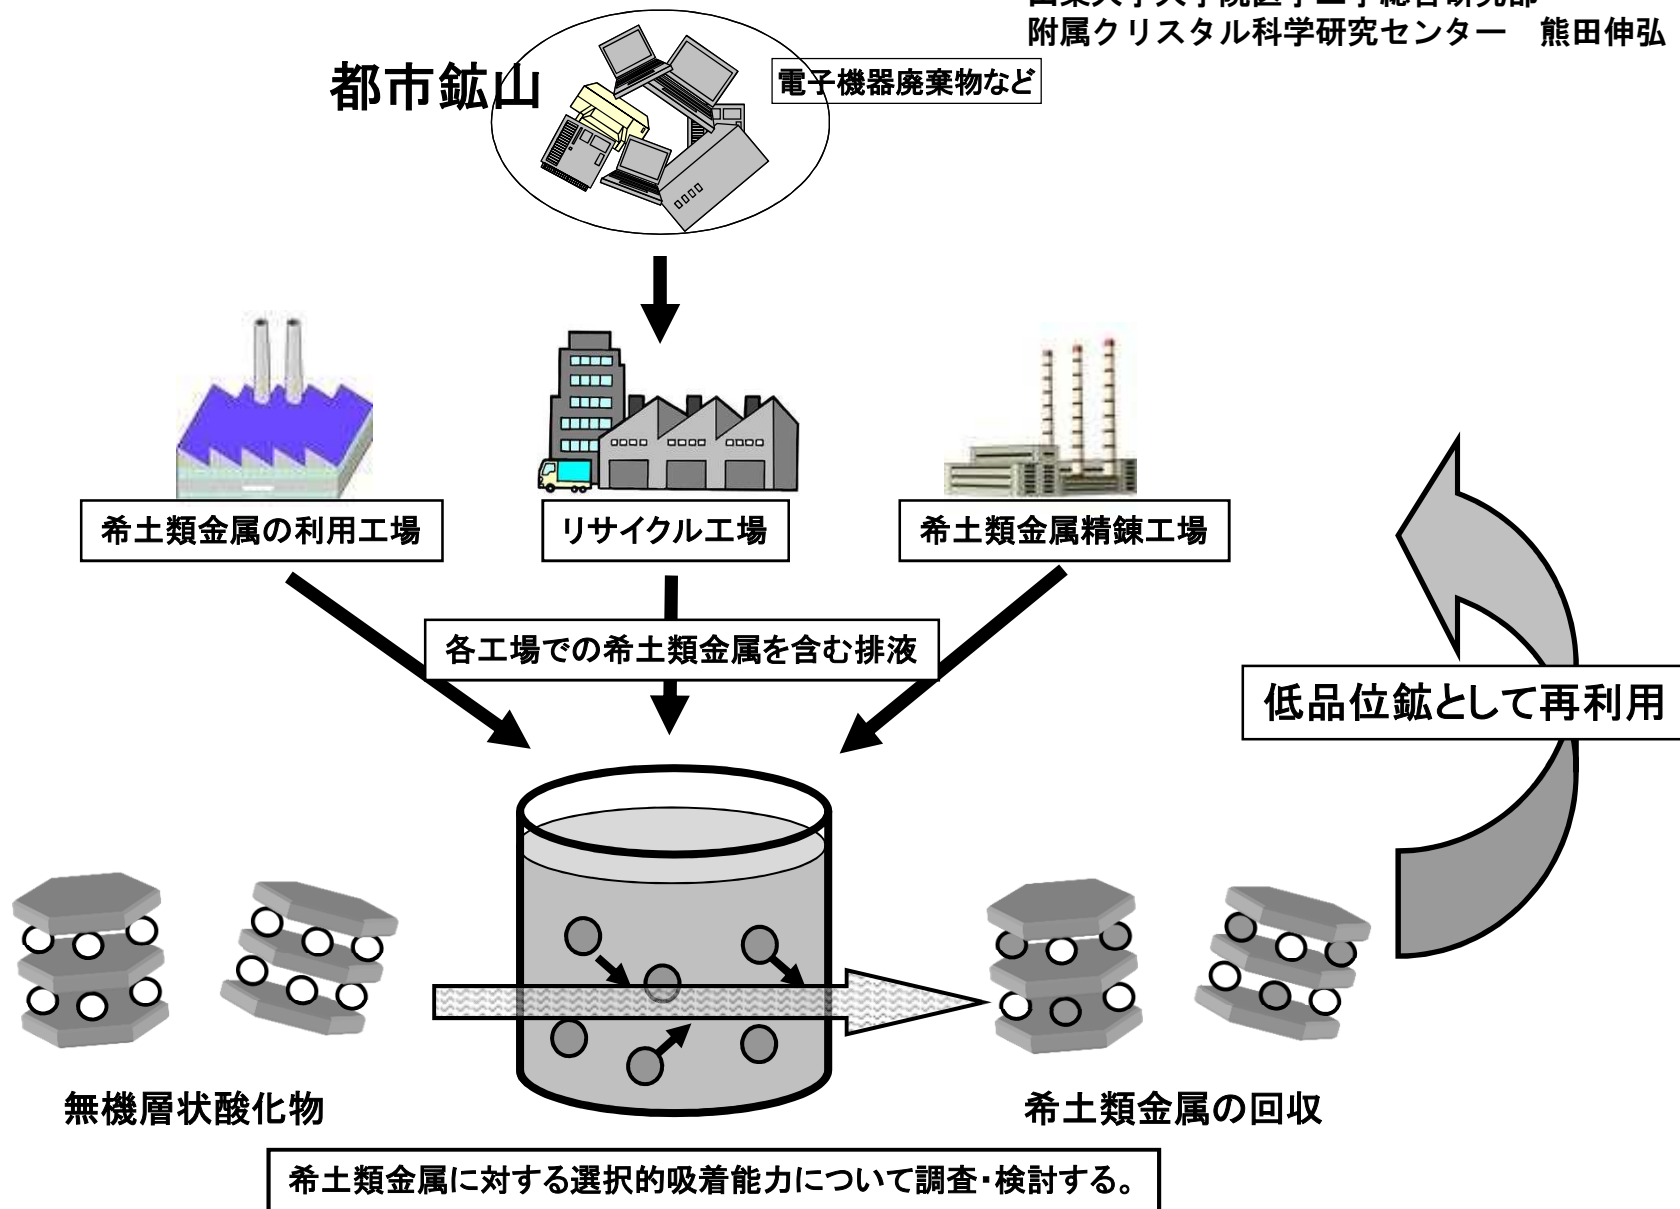 附属クリスタル科学研究センター　熊田伸弘
都市鉱山
電子機器廃棄物など
希土類金属の利用工場
リサイクル工場
希土類金属精錬工場
各工場での希土類金属を含む排液
低品位鉱として再利用
無機層状酸化物
希土類金属の回収
希土類金属に対する選択的吸着能力について調査・検討する。